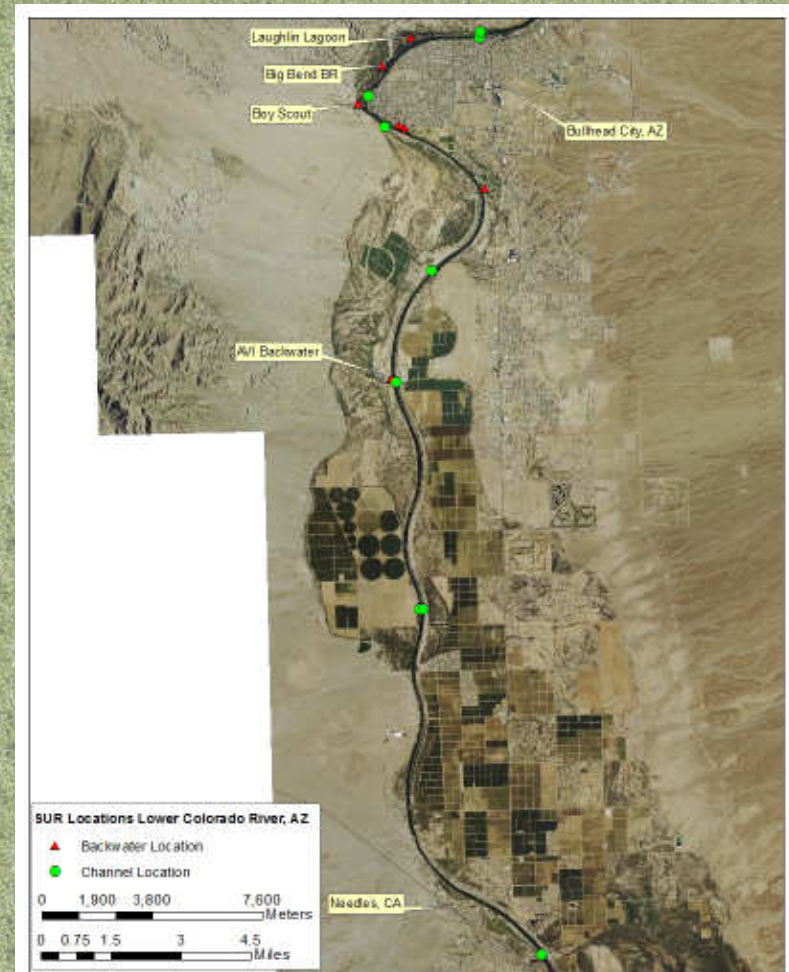 Laughlin Lagoon
Big Bend BR
Boy Scout
Bullhead City, AZ
AVI Backwater
SUR Locations Lower Colorado River, AZ
Backwater Location
Channel Location
0 1,900 3,800 7,600
Meters
0 0.75 1.5 3 4.5
Miles
Needles, CA